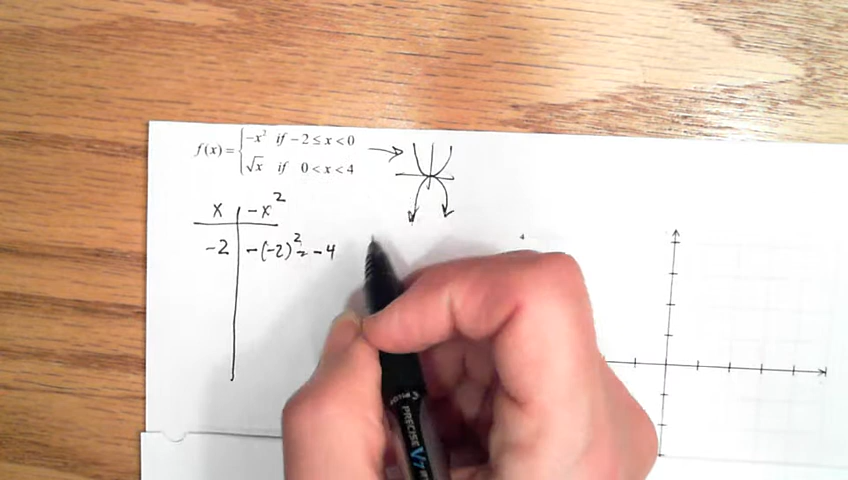 f(x) = { -x² if -2 ≤ x < 0
√x if 0 < x < 4
x | -x²
-2 | -(-2)² = -4
PRECISE V7